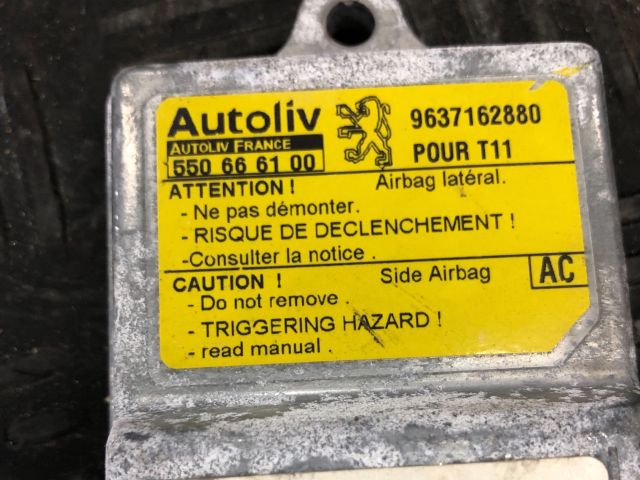 Autoliv
AUTOLIV FRANCE
550 66 61 00
9637162880
POUR T11
ATTENTION ! Airbag latéral.
- Ne pas démonter.
- RISQUE DE DECLENCHEMENT !
-Consulter la notice .
CAUTION ! Side Airbag AC
- Do not remove .
- TRIGGERING HAZARD !
- read manual .